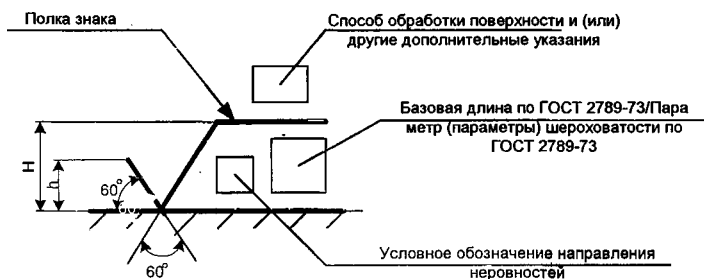 Полка знака
Способ обработки поверхности и (или)
другие дополнительные указания
Базовая длина по ГОСТ 2789-73/Пара
метр (параметры) шероховатости по
ГОСТ 2789-73
H
h
60°
60°
Условное обозначение направления
неровностей